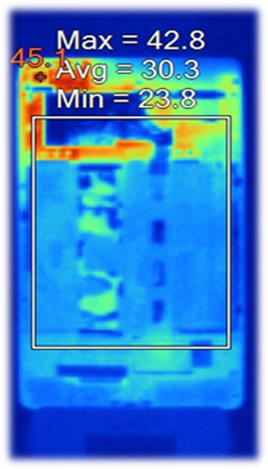 Max = 42.8
45.1
Avg = 30.3
Min = 23.8